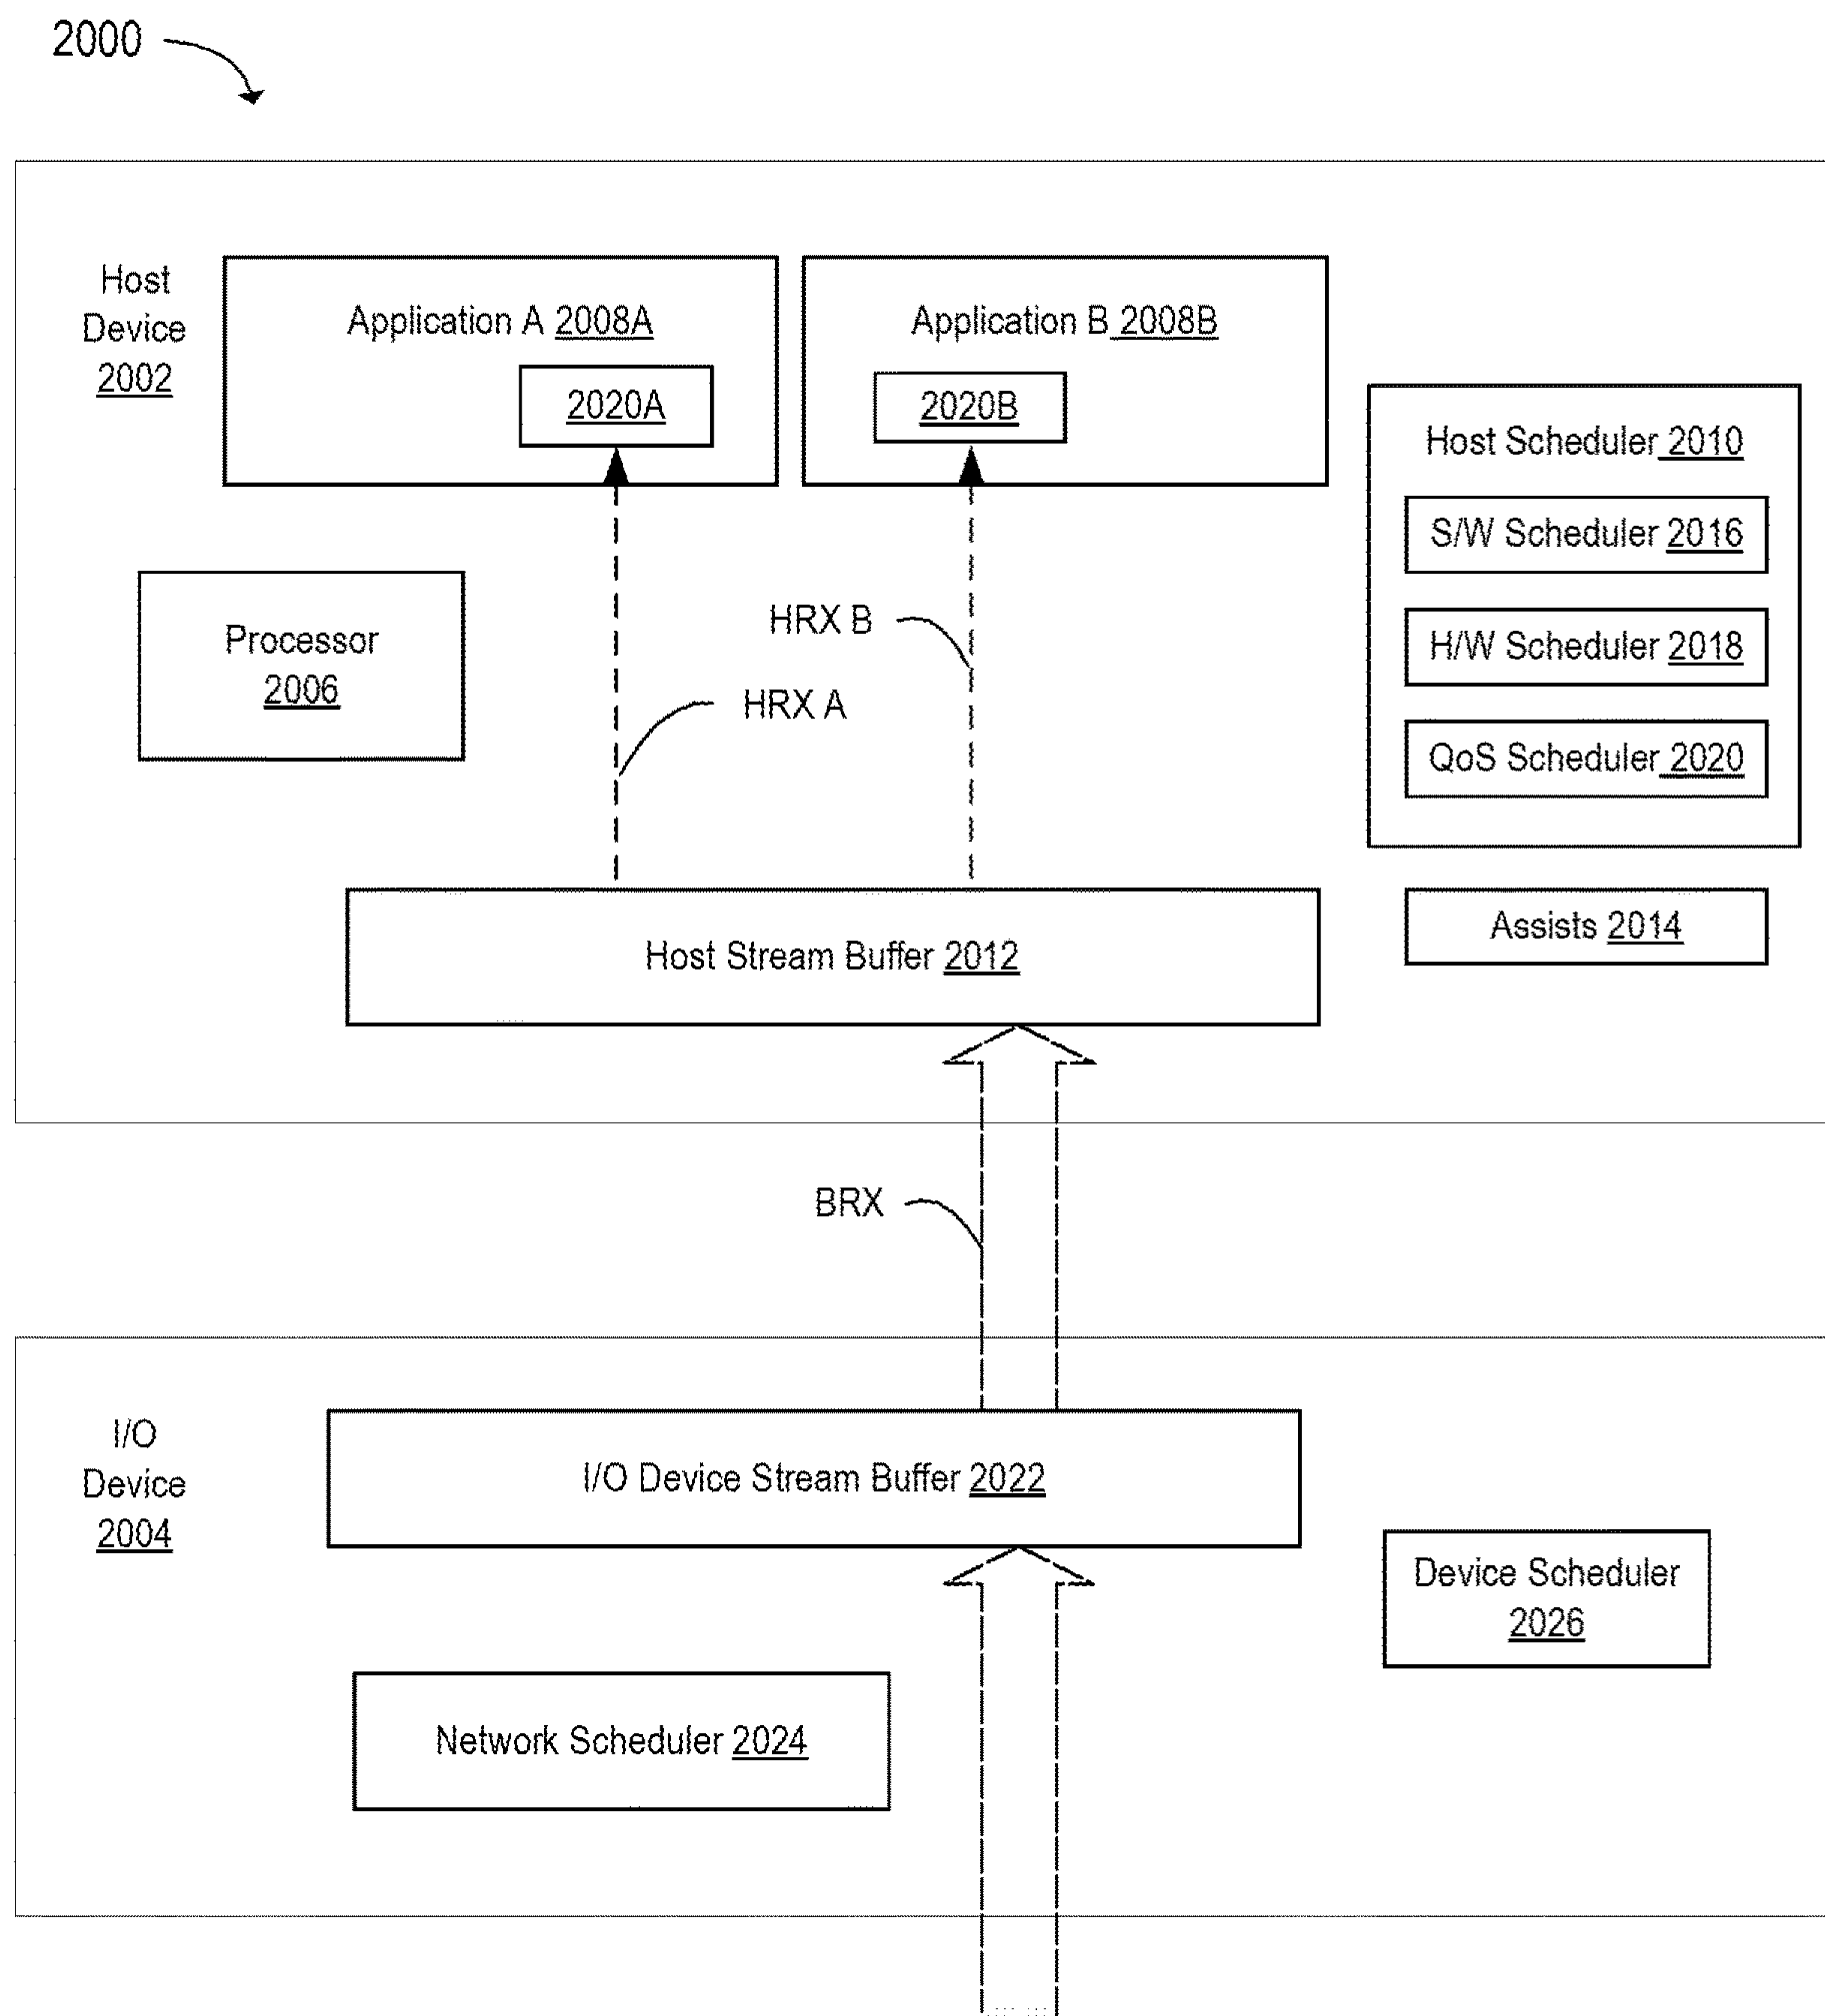 2000
Host
Device
2002
Application A 2008A
2020A
Application B 2008B
2020B
Host Scheduler 2010
S/W Scheduler 2016
H/W Scheduler 2018
QoS Scheduler 2020
Processor
2006
HRX B
HRX A
Assists 2014
Host Stream Buffer 2012
BRX
I/O
Device
2004
I/O Device Stream Buffer 2022
Device Scheduler
2026
Network Scheduler 2024